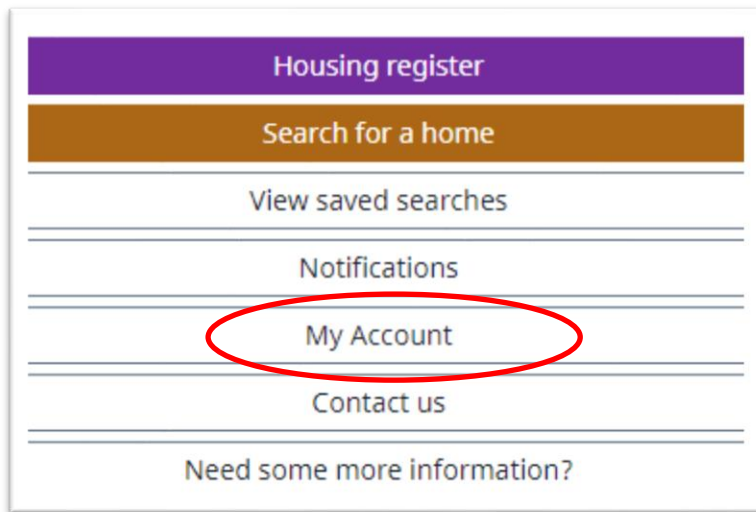 Housing register
Search for a home
View saved searches
Notifications
My Account
Contact us
Need some more information?